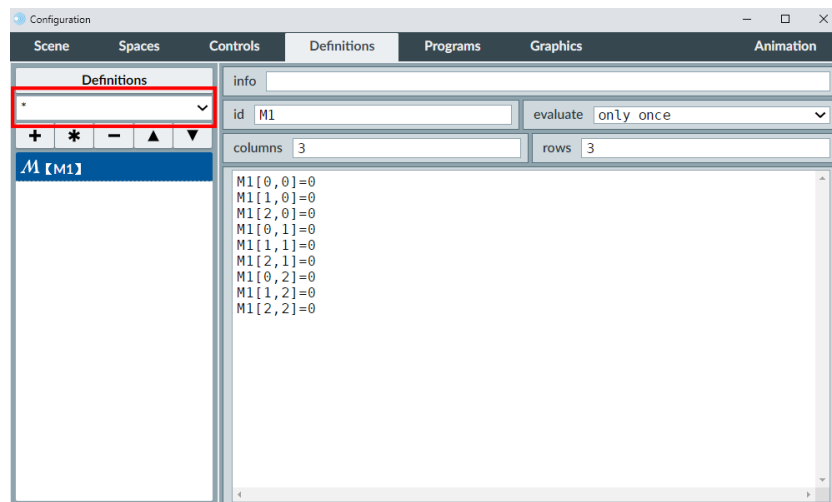 Configuration
Scene Spaces Controls Definitions Programs Graphics Animation
Definitions
*
+ * − ▲ ▼
M【M1】
info
id M1 evaluate only once
columns 3 rows 3
M1[0,0]=0
M1[1,0]=0
M1[2,0]=0
M1[0,1]=0
M1[1,1]=0
M1[2,1]=0
M1[0,2]=0
M1[1,2]=0
M1[2,2]=0